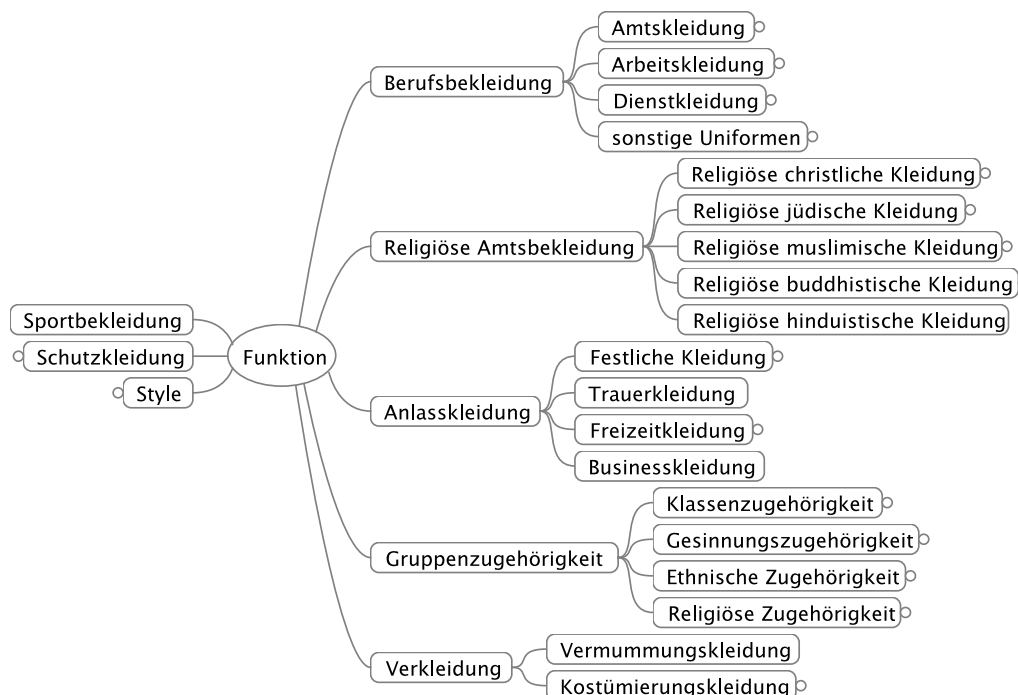 Funktion
Sportbekleidung
Schutzkleidung
Style
Berufsbekleidung
Amtskleidung
Arbeitskleidung
Dienstkleidung
sonstige Uniformen
Religiöse Amtsbekleidung
Religiöse christliche Kleidung
Religiöse jüdische Kleidung
Religiöse muslimische Kleidung
Religiöse buddhistische Kleidung
Religiöse hinduistische Kleidung
Anlasskleidung
Festliche Kleidung
Trauerkleidung
Freizeitkleidung
Businesskleidung
Gruppenzugehörigkeit
Klassenzugehörigkeit
Gesinnungszugehörigkeit
Ethnische Zugehörigkeit
Religiöse Zugehörigkeit
Verkleidung
Vermummungskleidung
Kostümierungskleidung